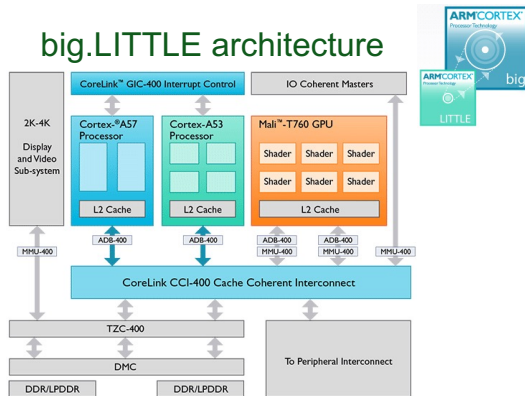 big.LITTLE architecture
ARM®CORTEX®
Processor Technology
big
ARM®CORTEX®
Processor Technology
LITTLE
CoreLink™ GIC-400 Interrupt Control
IO Coherent Masters
2K-4K
Display
and Video
Sub-system
Cortex-®A57
Processor
L2 Cache
Cortex-A53
Processor
L2 Cache
Mali™-T760 GPU
Shader Shader Shader
Shader Shader Shader
L2 Cache
MMU-400
ADB-400
ADB-400
ADB-400
MMU-400
ADB-400
MMU-400
MMU-400
CoreLink CCI-400 Cache Coherent Interconnect
TZC-400
DMC
DDR/LPDDR
DDR/LPDDR
To Peripheral Interconnect